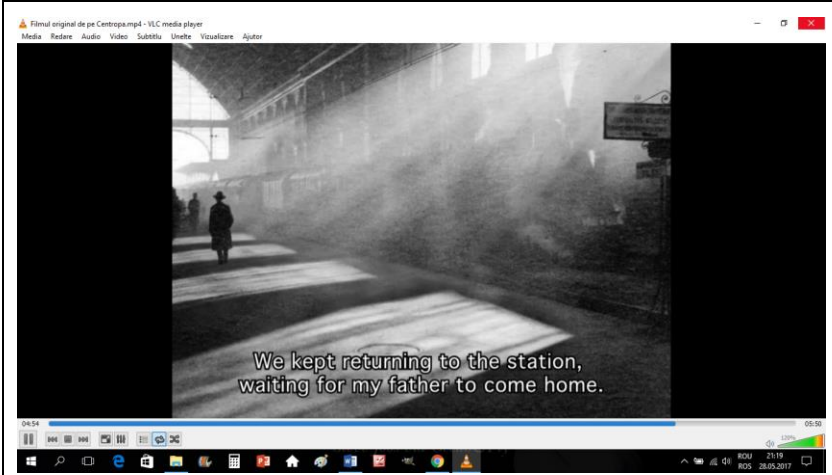 Filmul original de pe Centropa.mp4 - VLC media player
Media Redare Audio Video Subtitlu Unelte Vizualizare Ajutor
We kept returning to the station,
waiting for my father to come home.
04:54 05:50
120%
ROU 21:19
ROS 28.05.2017